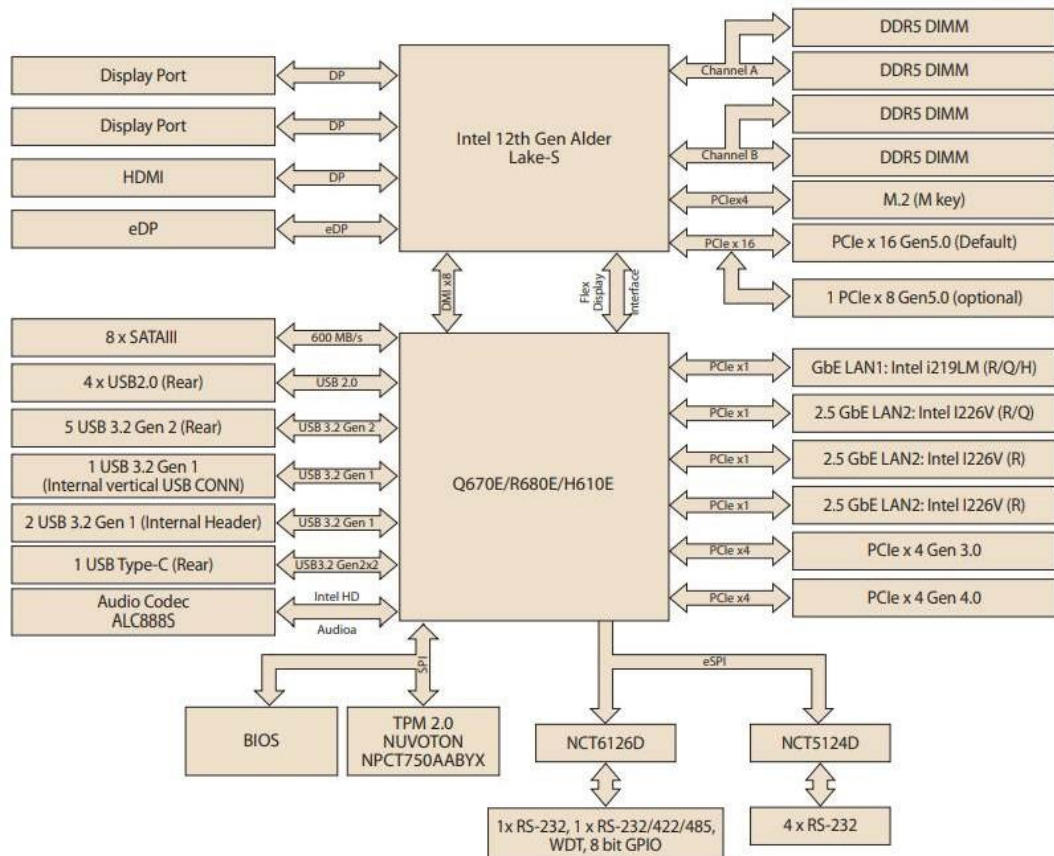 DDR5 DIMM
Channel A
DDR5 DIMM
DDR5 DIMM
Channel B
DDR5 DIMM
PCIex4
M.2 (M key)
PCIe x 16
PCIe x 16 Gen5.0 (Default)
1 PCIe x 8 Gen5.0 (optional)
Display Port
DP
Display Port
DP
HDMI
DP
eDP
eDP
Intel 12th Gen Alder
Lake-S
DMI x8
Flex
Display
Interface
8 x SATAIII
600 MB/s
4 x USB2.0 (Rear)
USB 2.0
5 USB 3.2 Gen 2 (Rear)
USB 3.2 Gen 2
1 USB 3.2 Gen 1
(Internal vertical USB CONN)
USB 3.2 Gen 1
2 USB 3.2 Gen 1 (Internal Header)
USB 3.2 Gen 1
1 USB Type-C (Rear)
USB3.2 Gen2x2
Audio Codec
ALC888S
Intel HD
Audioa
Q670E/R680E/H610E
PCIe x1
GbE LAN1: Intel i219LM (R/Q/H)
PCIe x1
2.5 GbE LAN2: Intel I226V (R/Q)
PCIe x1
2.5 GbE LAN2: Intel I226V (R)
PCIe x1
2.5 GbE LAN2: Intel I226V (R)
PCIe x4
PCIe x 4 Gen 3.0
PCIe x4
PCIe x 4 Gen 4.0
SPI
eSPI
BIOS
TPM 2.0
NUVOTON
NPCT750AABYX
NCT6126D
NCT5124D
1x RS-232, 1 x RS-232/422/485,
WDT, 8 bit GPIO
4 x RS-232